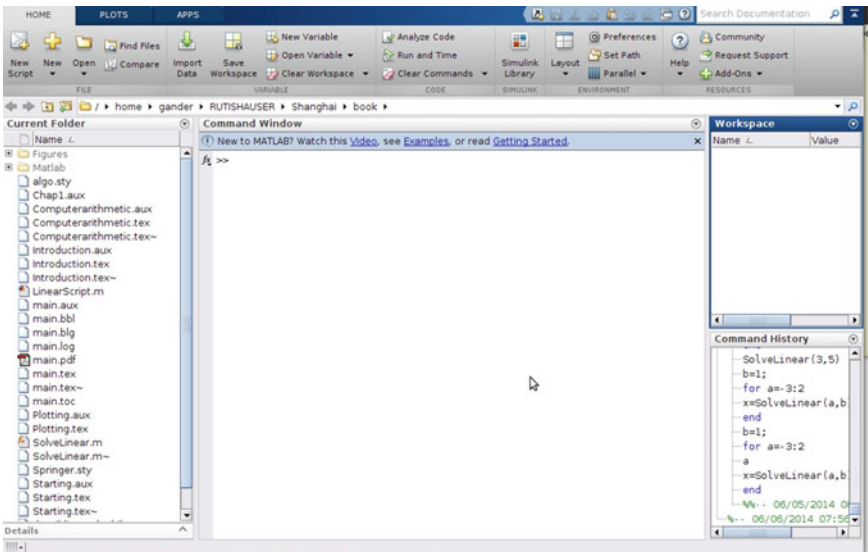 HOME PLOTS APPS
Search Documentation
New Script
New
Open
Find Files
Compare
Import Data
Save Workspace
New Variable
Open Variable
Clear Workspace
Analyze Code
Run and Time
Clear Commands
Simulink Library
Layout
Preferences
Set Path
Parallel
Help
Community
Request Support
Add-Ons
FILE VARIABLE CODE SIMULINK ENVIRONMENT RESOURCES
/ home gander RUTISHAUSER Shanghai book
Current Folder
Name
Figures
Matlab
algo.sty
Chap1.aux
Computerarithmetic.aux
Computerarithmetic.tex
Computerarithmetic.tex~
Introduction.aux
Introduction.tex
Introduction.tex~
LinearScript.m
main.aux
main.bbl
main.blg
main.log
main.pdf
main.tex
main.tex~
main.toc
Plotting.aux
Plotting.tex
SolveLinear.m
SolveLinear.m~
Springer.sty
Starting.aux
Starting.tex
Starting.tex~
Details
Command Window
New to MATLAB? Watch this Video, see Examples, or read Getting Started.
fx >>
Workspace
Name Value
Command History
SolveLinear(3,5)
b=1;
for a=-3:2
x=SolveLinear(a,b
end
b=1;
for a=-3:2
a
x=SolveLinear(a,b
end
%%-- 06/05/2014
%-- 06/06/2014 07:56